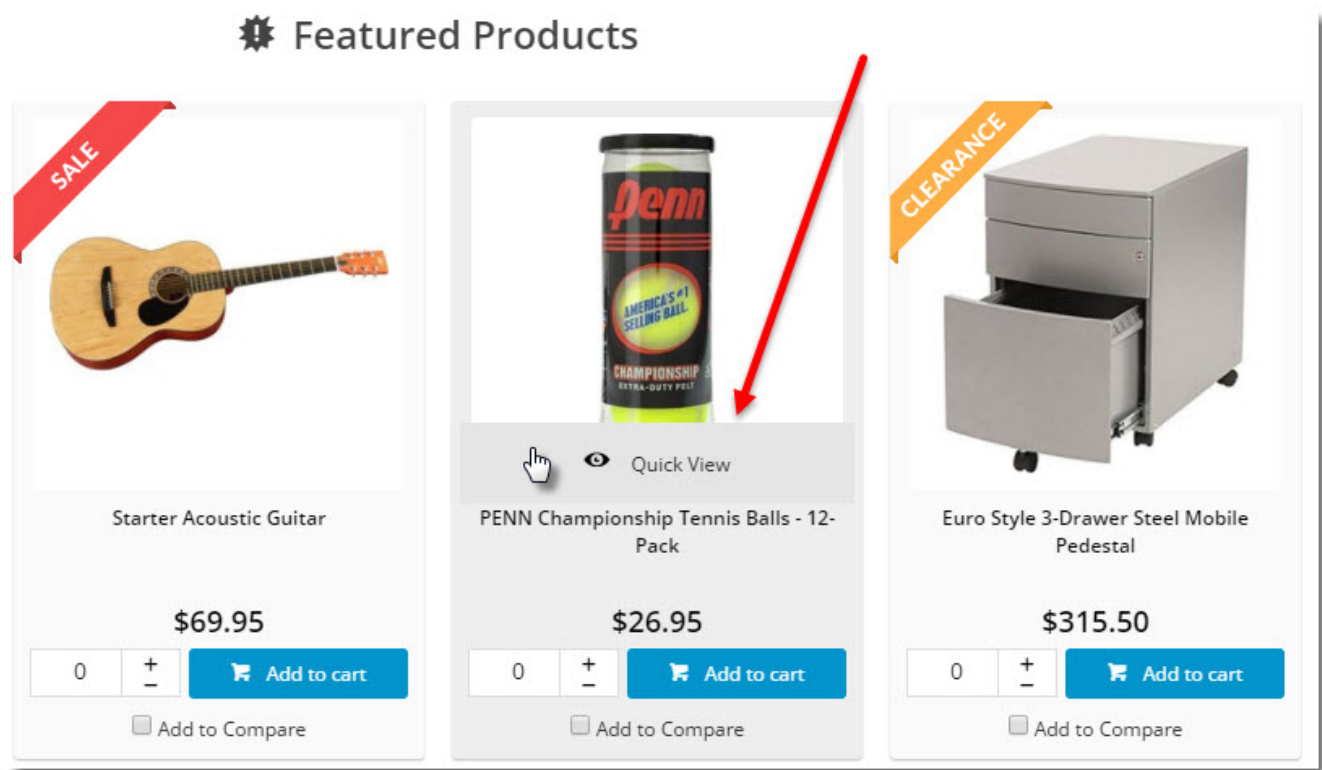 Featured Products
SALE
Starter Acoustic Guitar
$69.95
0 + −
Add to cart
Add to Compare
Penn
AMERICA'S #1
SELLING BALL.
CHAMPIONSHIP
EXTRA-DUTY FELT
Quick View
PENN Championship Tennis Balls - 12-
Pack
$26.95
0 + −
Add to cart
Add to Compare
CLEARANCE
Euro Style 3-Drawer Steel Mobile
Pedestal
$315.50
0 + −
Add to cart
Add to Compare